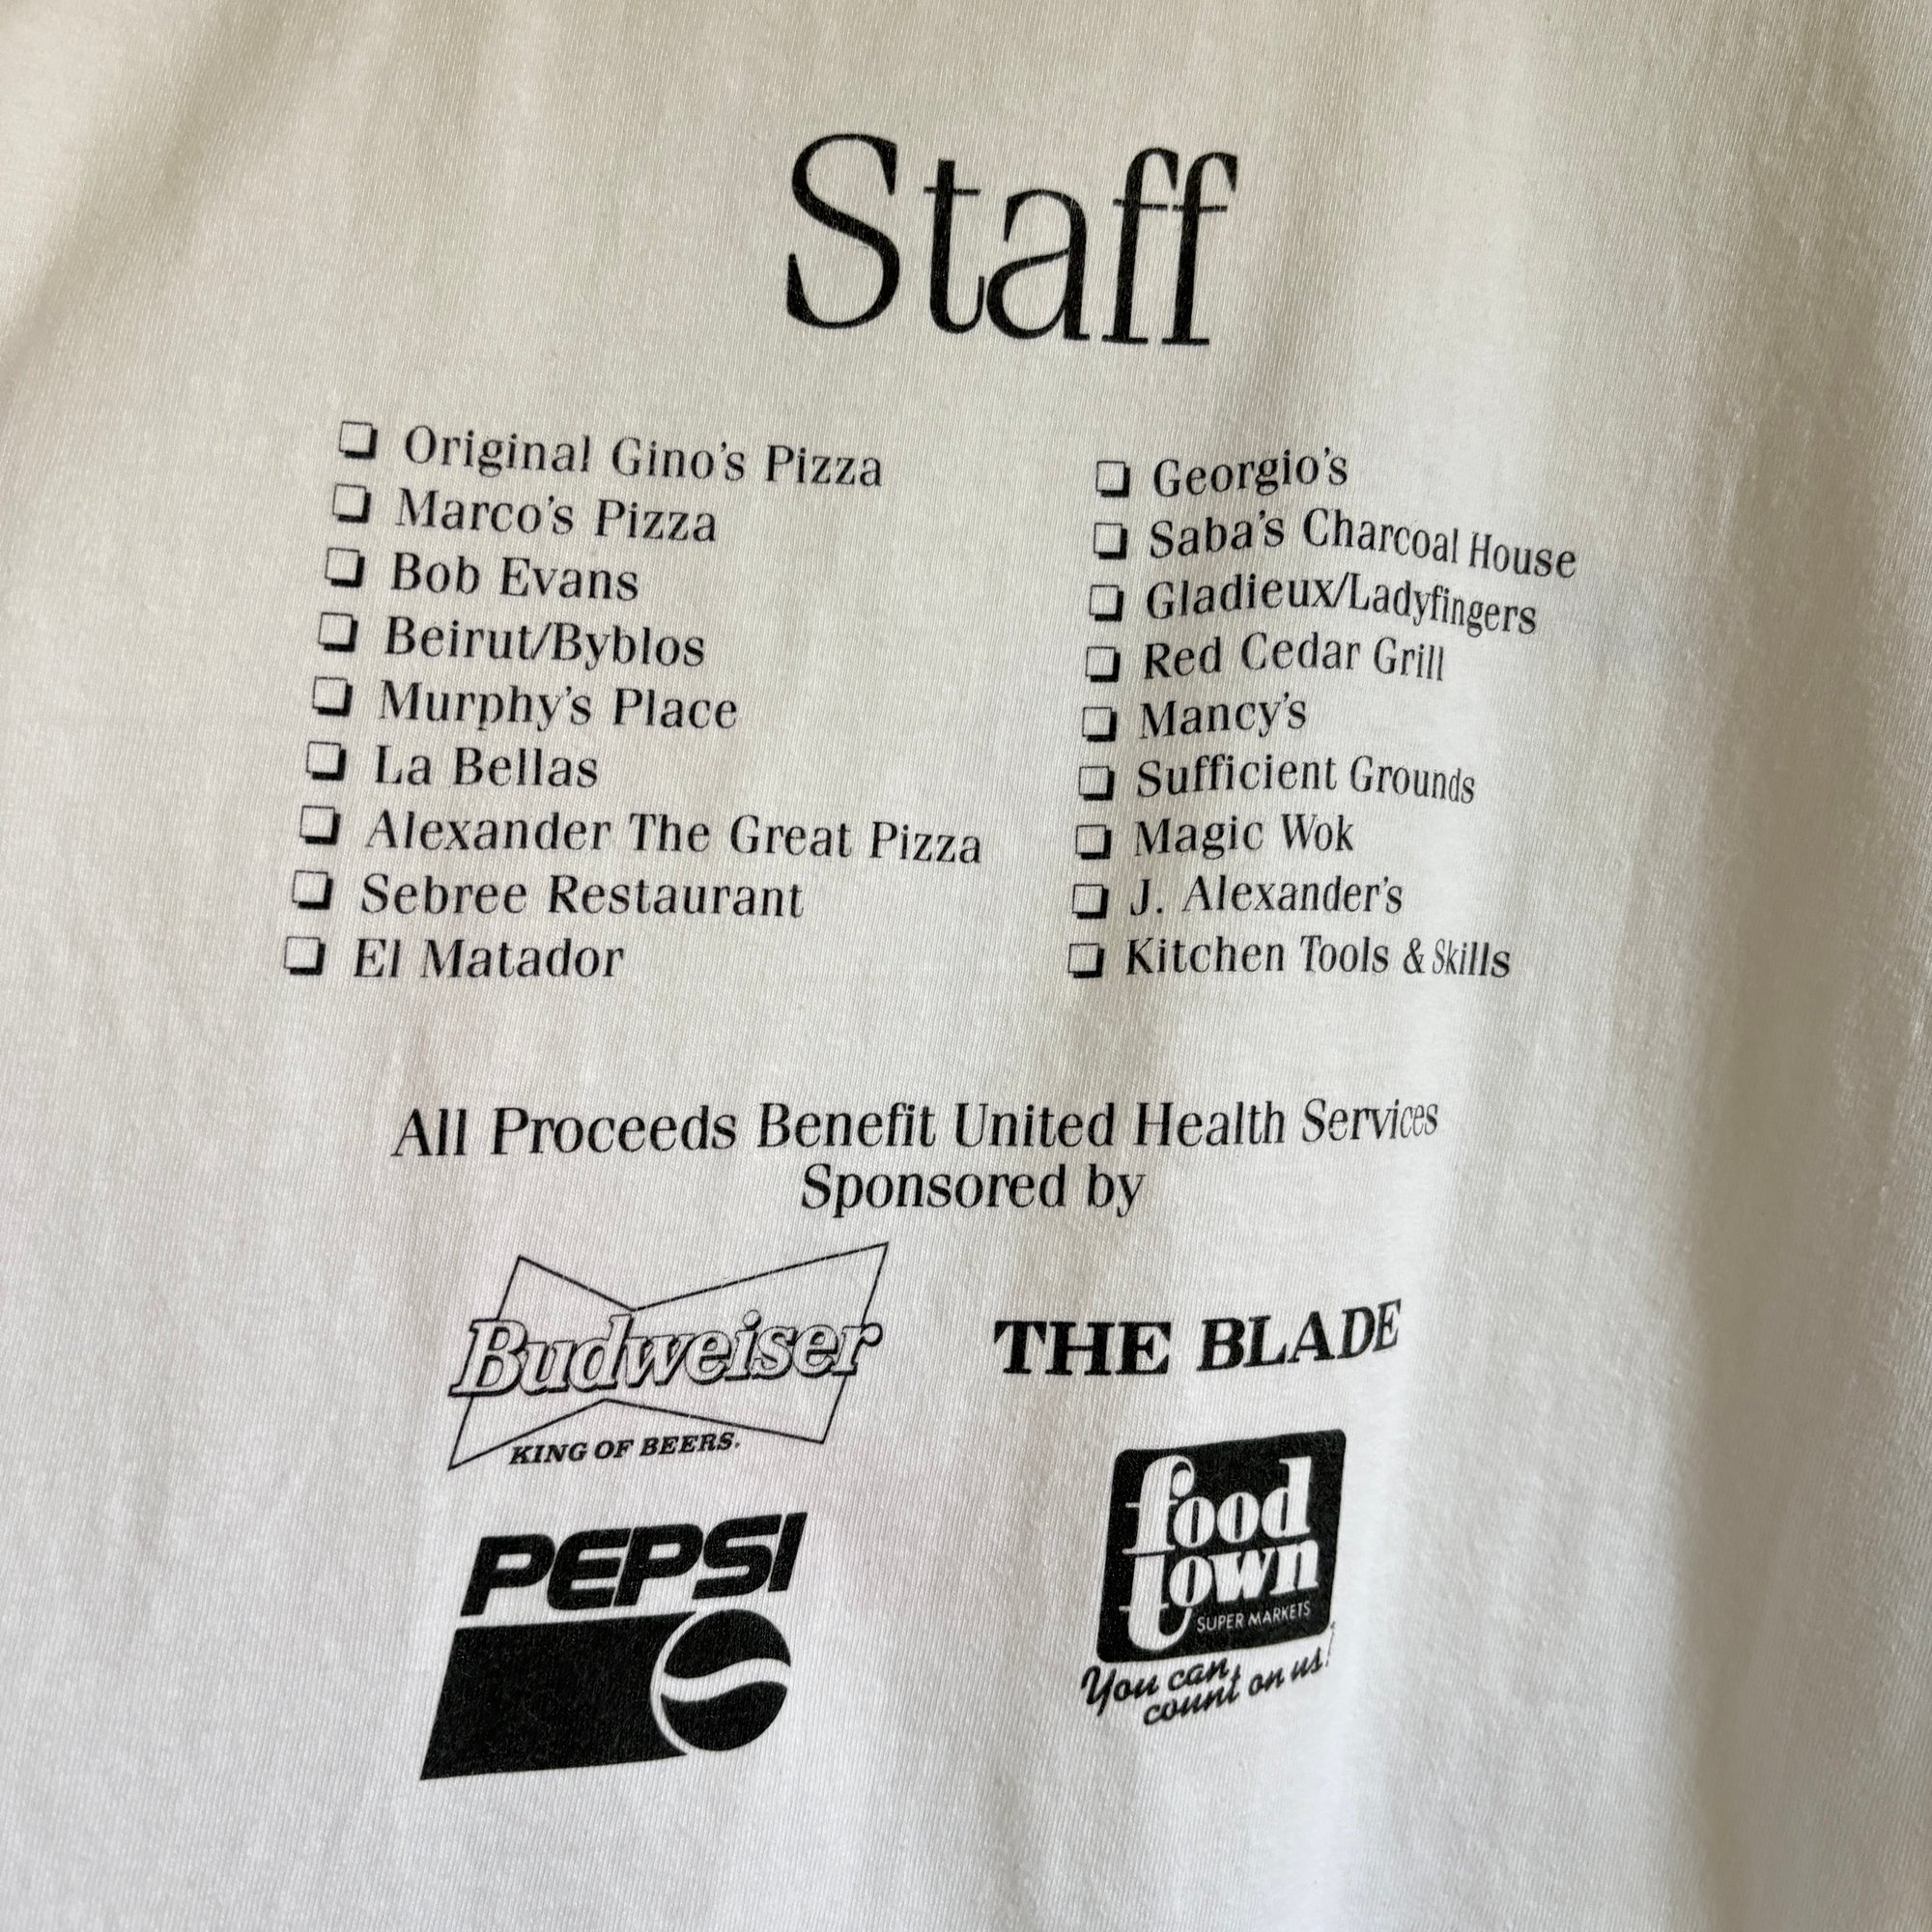 Staff
Original Gino's Pizza
Marco's Pizza
Bob Evans
Beirut/Byblos
Murphy's Place
La Bellas
Alexander The Great Pizza
Sebree Restaurant
El Matador
Georgio's
Saba's Charcoal House
Gladieux/Ladyfingers
Red Cedar Grill
Mancy's
Sufficient Grounds
Magic Wok
J. Alexander's
Kitchen Tools & Skills
All Proceeds Benefit United Health Services
Sponsored by
Budweiser
KING OF BEERS.
THE BLADE
PEPSI
food
town
SUPER MARKETS
You can
count on us!